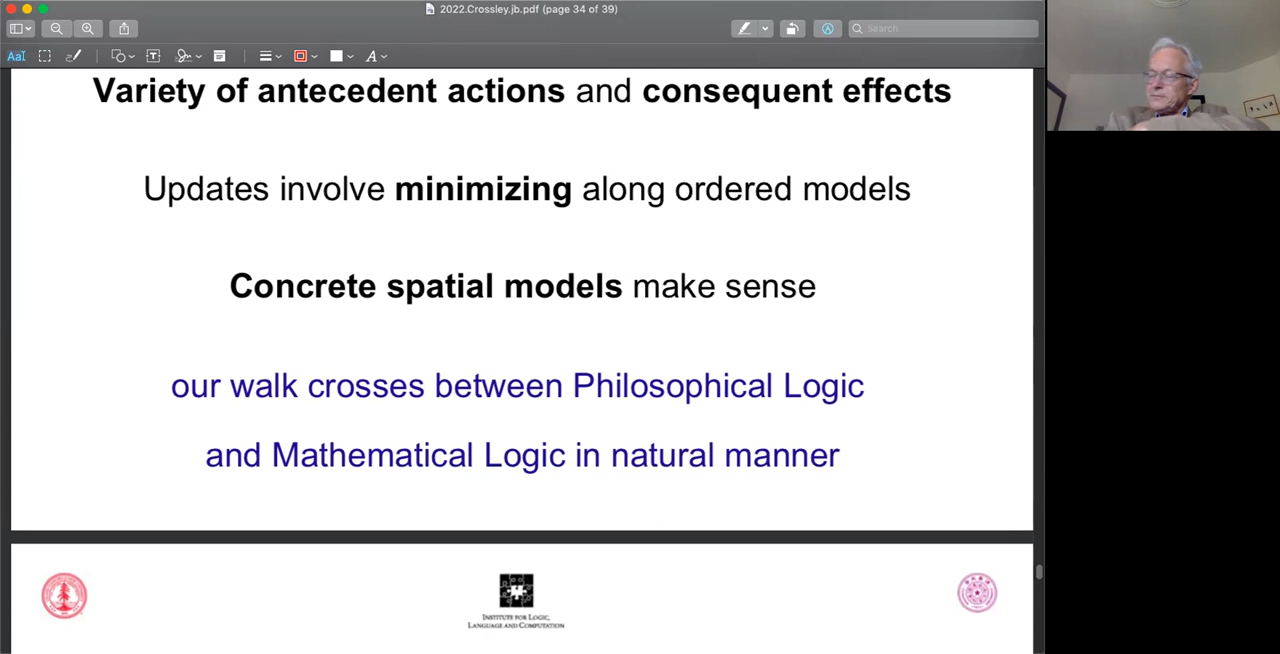 2022.Crossley.jb.pdf (page 34 of 39)
Search
AaI
T
A
Variety of antecedent actions and consequent effects
Updates involve minimizing along ordered models
Concrete spatial models make sense
our walk crosses between Philosophical Logic
and Mathematical Logic in natural manner
INSTITUTE FOR LOGIC,
LANGUAGE AND COMPUTATION